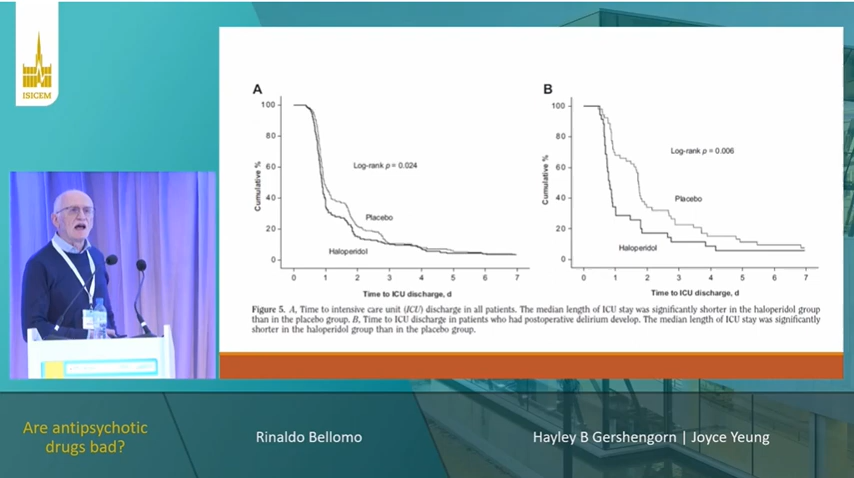 ISICEM
A
B
100
80
60
40
20
0
Cumulative %
Log-rank p = 0.024
Placebo
Haloperidol
0 1 2 3 4 5 6 7
Time to ICU discharge, d
100
80
60
40
20
0
Cumulative %
Log-rank p = 0.006
Placebo
Haloperidol
0 1 2 3 4 5 6 7
Time to ICU discharge, d
Figure 5. A, Time to intensive care unit (ICU) discharge in all patients. The median length of ICU stay was significantly shorter in the haloperidol group
than in the placebo group. B, Time to ICU discharge in patients who had postoperative delirium develop. The median length of ICU stay was significantly
shorter in the haloperidol group than in the placebo group.
Are antipsychotic
drugs bad?
Rinaldo Bellomo
Hayley B Gershengorn | Joyce Yeung